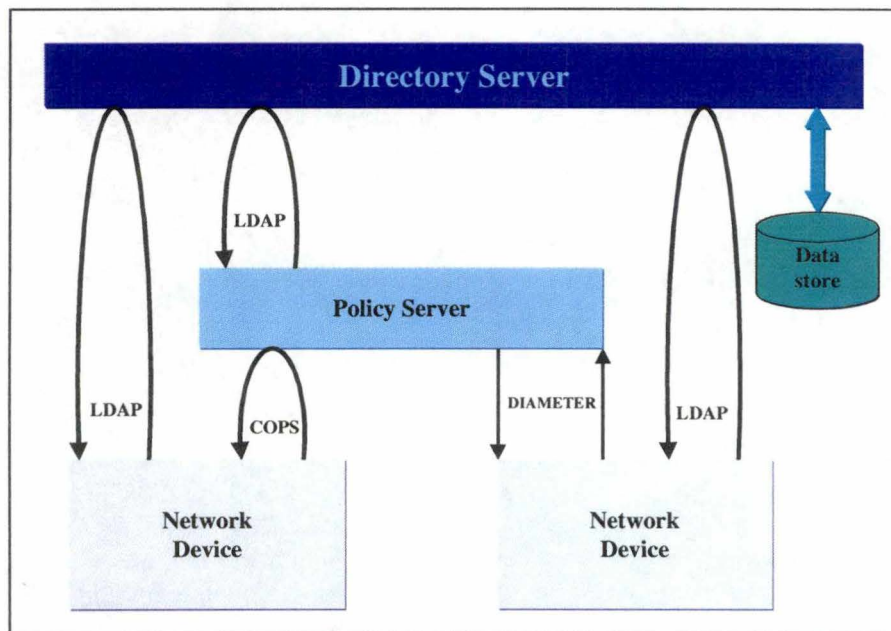 Directory Server
LDAP
Data
store
Policy Server
LDAP
COPS
DIAMETER
LDAP
Network
Device
Network
Device